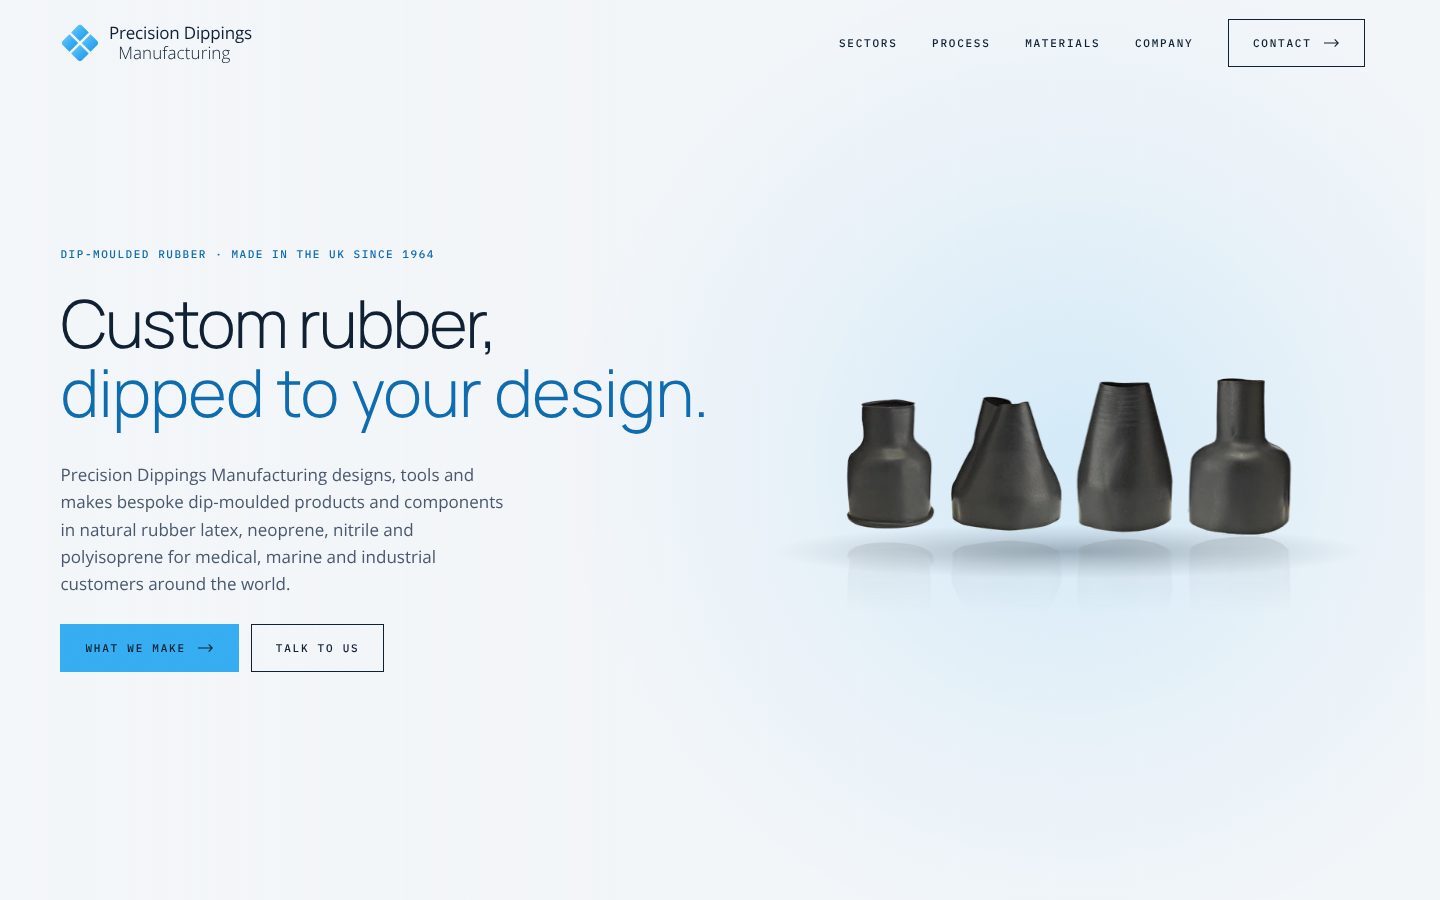 Precision Dippings
Manufacturing
SECTORS
PROCESS
MATERIALS
COMPANY
CONTACT
DIP-MOULDED RUBBER · MADE IN THE UK SINCE 1964
Custom rubber,
dipped to your design.
Precision Dippings Manufacturing designs, tools and
makes bespoke dip-moulded products and components
in natural rubber latex, neoprene, nitrile and
polyisoprene for medical, marine and industrial
customers around the world.
WHAT WE MAKE
TALK TO US